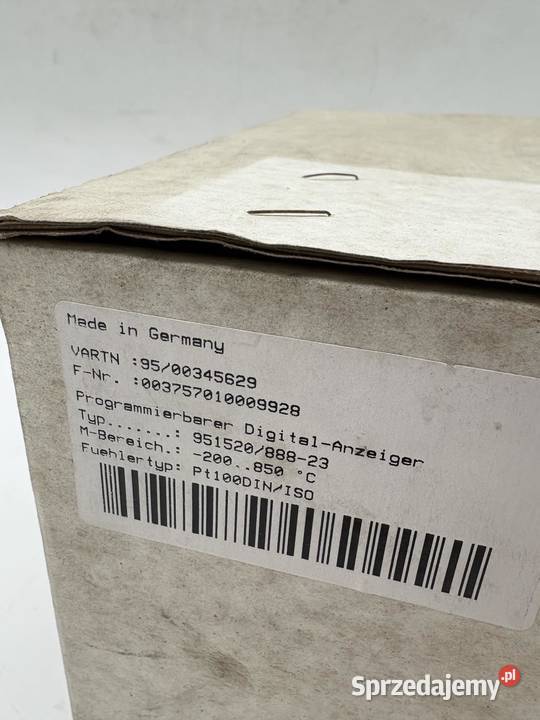 Made in Germany
VARTN :95/00345629
F-Nr. :003757010009928
Programmierbarer Digital-Anzeiger
Typ.......: 951520/888-23
M-Bereich.: -200..850 °C
Fuehlertyp: Pt100DIN/ISO
Sprzedajemy.pl